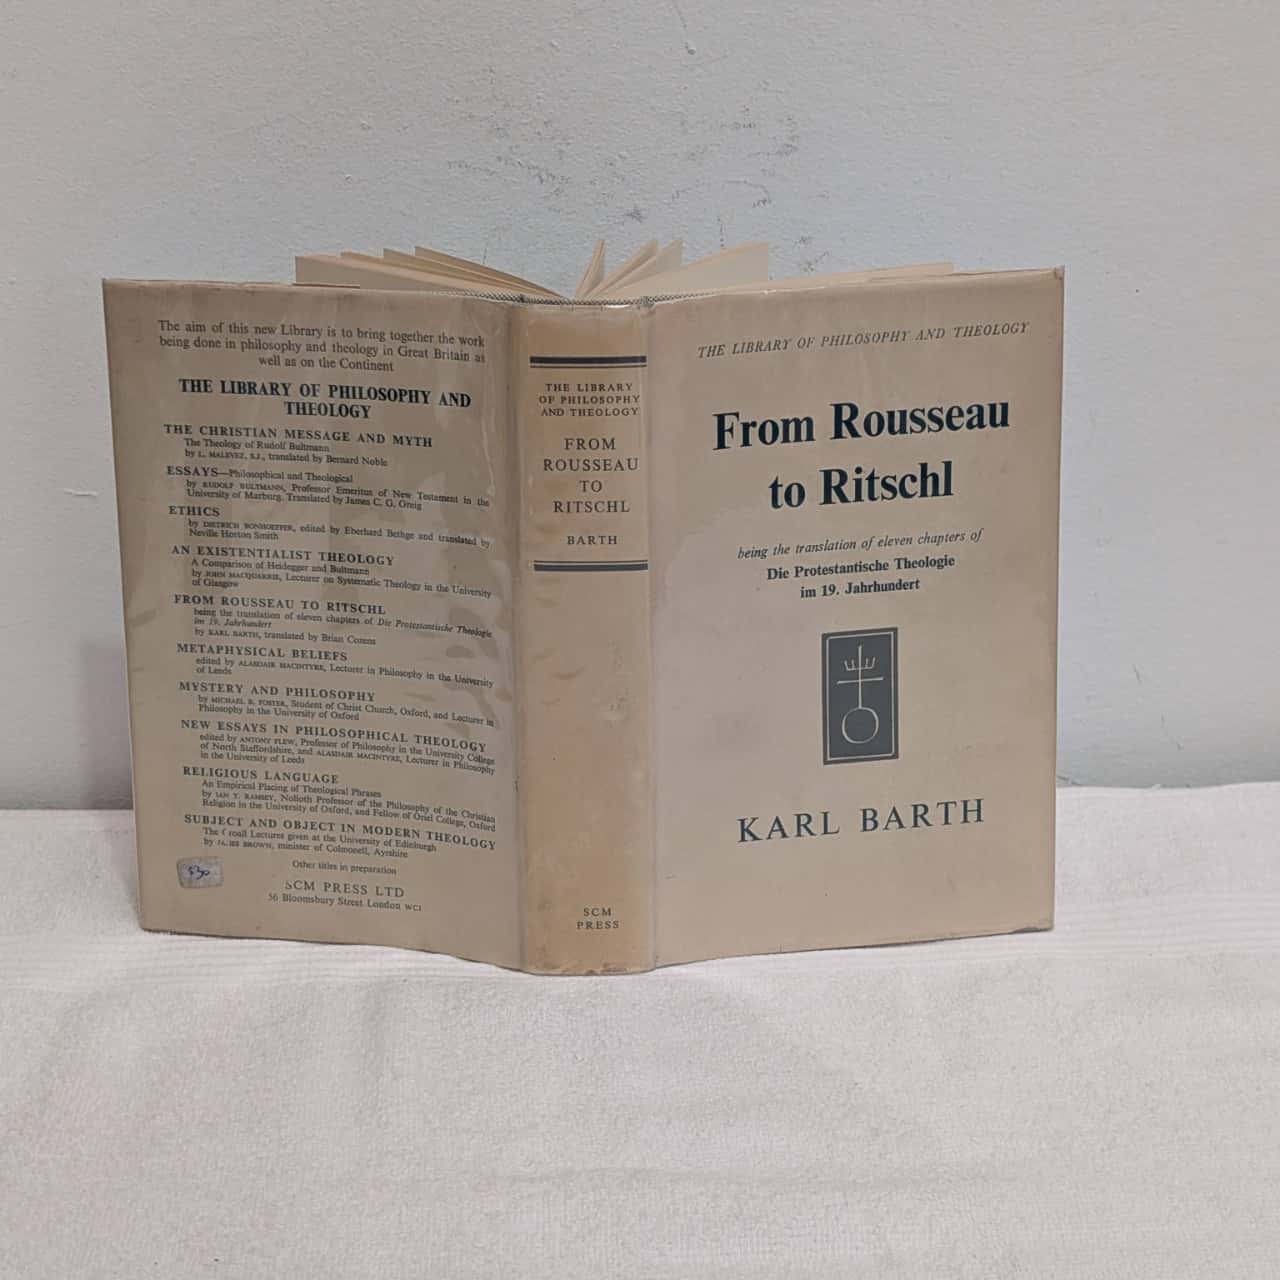 The aim of this new Library is to bring together the work
being done in philosophy and theology in Great Britain as
well as on the Continent
THE LIBRARY OF PHILOSOPHY AND
THEOLOGY
THE CHRISTIAN MESSAGE AND MYTH
The Theology of Rudolf Bultmann
by L. MALEVEZ, S.J., translated by Bernard Noble
ESSAYS—Philosophical and Theological
by RUDOLF BULTMANN, Professor Emeritus of New Testament in the
University of Marburg. Translated by James C. G. Greig
ETHICS
by DIETRICH BONHOEFFER, edited by Eberhard Bethge and translated by
Neville Horton Smith
AN EXISTENTIALIST THEOLOGY
A Comparison of Heidegger and Bultmann
by JOHN MACQUARRIE, Lecturer on Systematic Theology in the University
of Glasgow
FROM ROUSSEAU TO RITSCHL
being the translation of eleven chapters of Die Protestantische Theologie
im 19. Jahrhundert
by KARL BARTH, translated by Brian Cozens
METAPHYSICAL BELIEFS
edited by ALASDAIR MACINTYRE, Lecturer in Philosophy in the University
of Leeds
MYSTERY AND PHILOSOPHY
by MICHAEL B. FOSTER, Student of Christ Church, Oxford, and Lecturer in
Philosophy in the University of Oxford
NEW ESSAYS IN PHILOSOPHICAL THEOLOGY
edited by ANTONY FLEW, Professor of Philosophy in the University College
of North Staffordshire, and ALASDAIR MACINTYRE, Lecturer in Philosophy
in the University of Leeds
RELIGIOUS LANGUAGE
An Empirical Placing of Theological Phrases
by IAN T. RAMSEY, Nolloth Professor of the Philosophy of the Christian
Religion in the University of Oxford, and Fellow of Oriel College, Oxford
SUBJECT AND OBJECT IN MODERN THEOLOGY
The Croall Lectures given at the University of Edinburgh
by JAMES BROWN, minister of Colmonell, Ayrshire
Other titles in preparation
SCM PRESS LTD
56 Bloomsbury Street London WC1
$30
THE LIBRARY
OF PHILOSOPHY
AND THEOLOGY
FROM
ROUSSEAU
TO
RITSCHL
BARTH
SCM
PRESS
THE LIBRARY OF PHILOSOPHY AND THEOLOGY
From Rousseau
to Ritschl
being the translation of eleven chapters of
Die Protestantische Theologie
im 19. Jahrhundert
KARL BARTH